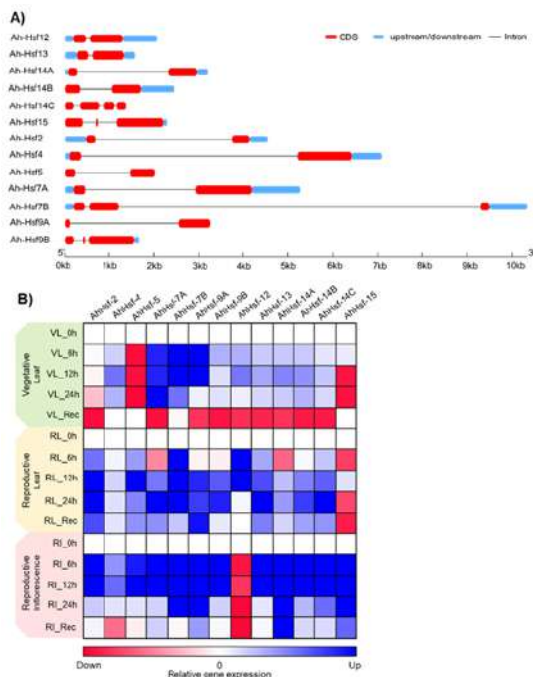 A)
CDS upstream/downstream Intron
Ah-Hsf12
Ah-Hsf13
Ah-Hsf14A
Ah-Hsf14B
Ah-Hsf14C
Ah-Hsf15
Ah-Hsf2
Ah-Hsf4
Ah-Hsf5
Ah-Hsf7A
Ah-Hsf7B
Ah-Hsf9A
Ah-Hsf9B
5' 3'
0kb 1kb 2kb 3kb 4kb 5kb 6kb 7kb 8kb 9kb 10kb
B)
AhHsf-2 AhHsf-4 AhHsf-5 AhHsf-7A AhHsf-7B AhHsf-9A AhHsf-9B AhHsf-12 AhHsf-13 AhHsf-14A AhHsf-14B AhHsf-14C AhHsf-15
Vegetative Leaf
VL_0h
VL_6h
VL_12h
VL_24h
VL_Rec
Reproductive Leaf
RL_0h
RL_6h
RL_12h
RL_24h
RL_Rec
Reproductive Inflorescence
RI_0h
RI_6h
RI_12h
RI_24h
RI_Rec
Down 0 Up
Relative gene expression